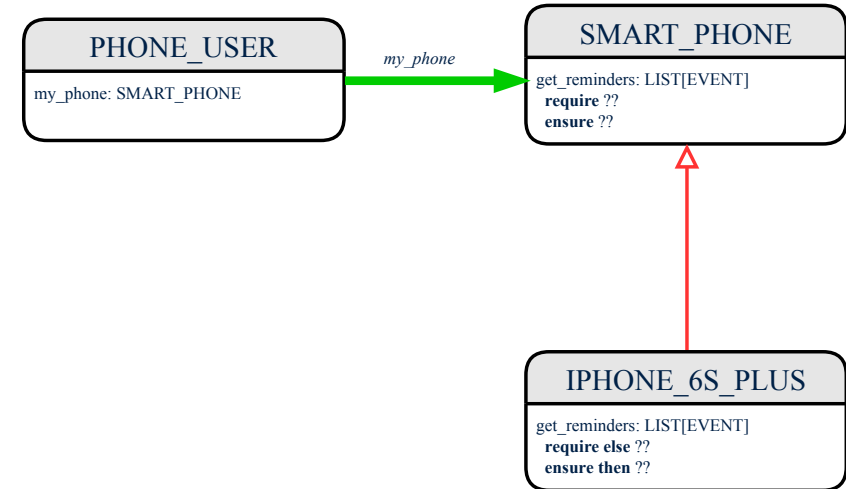 PHONE_USER
my_phone: SMART_PHONE
my_phone
SMART_PHONE
get_reminders: LIST[EVENT]
require ??
ensure ??
IPHONE_6S_PLUS
get_reminders: LIST[EVENT]
require else ??
ensure then ??